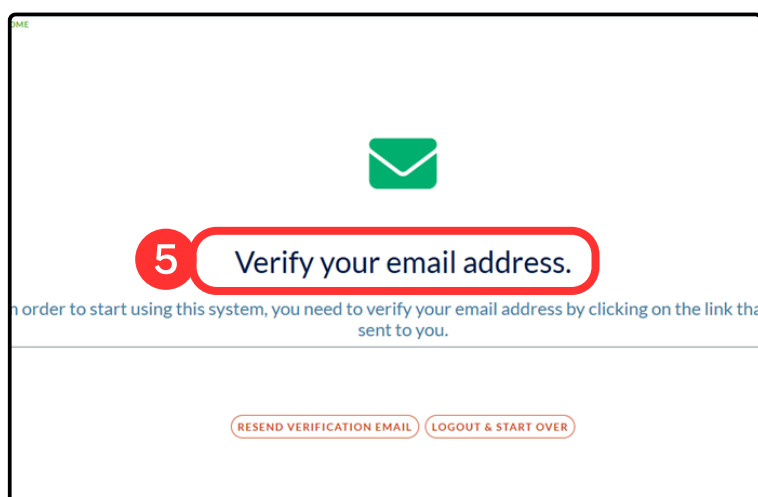 OME
5
Verify your email address.
n order to start using this system, you need to verify your email address by clicking on the link tha
sent to you.
RESEND VERIFICATION EMAIL
LOGOUT & START OVER